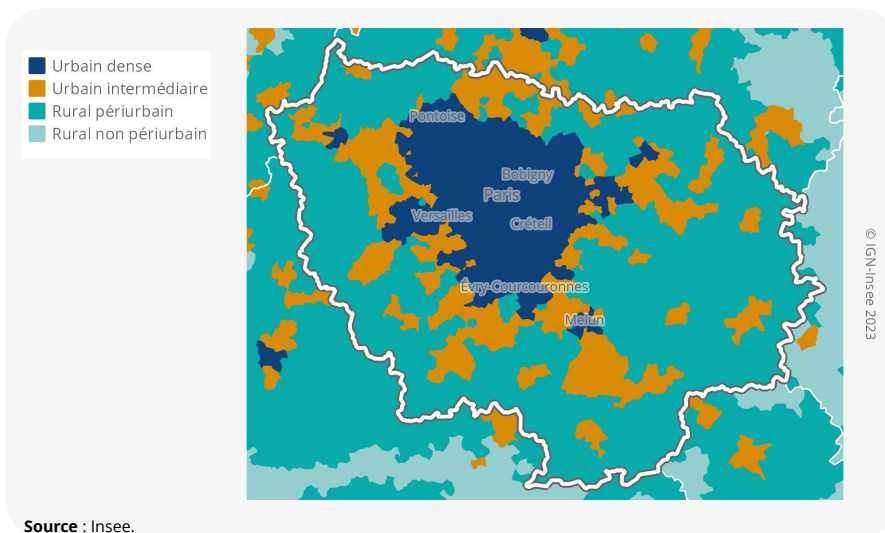 Urbain dense
Urbain intermédiaire
Rural périurbain
Rural non périurbain
Pontoise
Bobigny
Paris
Versailles
Créteil
Évry-Courcouronnes
Melun
© IGN-Insee 2023
Source : Insee.